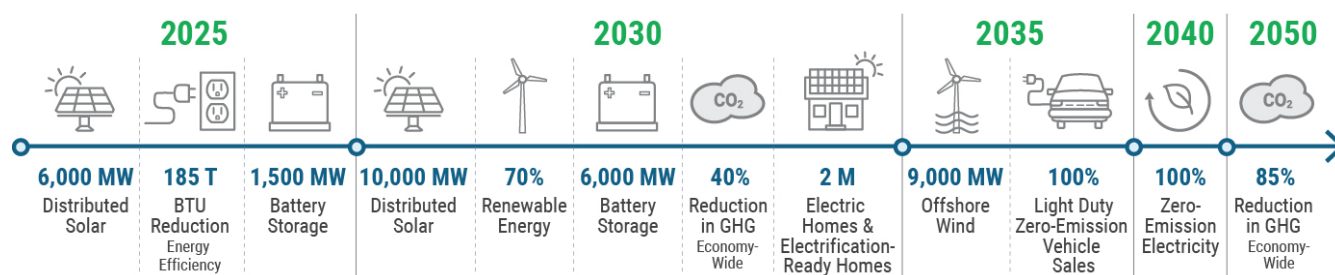 2025
2030
2035
2040
2050
CO₂
CO₂
6,000 MW
Distributed
Solar
185 T
BTU
Reduction
Energy
Efficiency
1,500 MW
Battery
Storage
10,000 MW
Distributed
Solar
70%
Renewable
Energy
6,000 MW
Battery
Storage
40%
Reduction
in GHG
Economy-
Wide
2 M
Electric
Homes &
Electrification-
Ready Homes
9,000 MW
Offshore
Wind
100%
Light Duty
Zero-Emission
Vehicle
Sales
100%
Zero-
Emission
Electricity
85%
Reduction
in GHG
Economy-
Wide